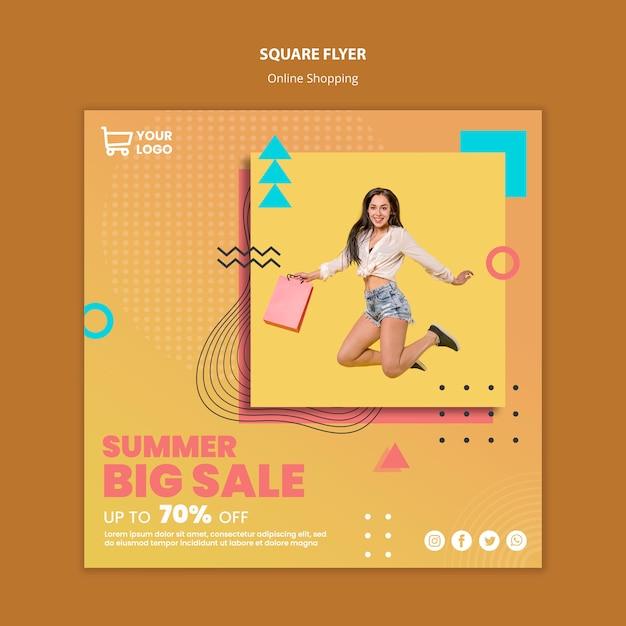 SQUARE FLYER
Online Shopping
YOUR
LOGO
SUMMER
BIG SALE
UP TO 70% OFF
Lorem ipsum dolor sit amet, consectetur adipiscing elit, sed
do eiusmod tempor incididunt ut labore et dolore magna